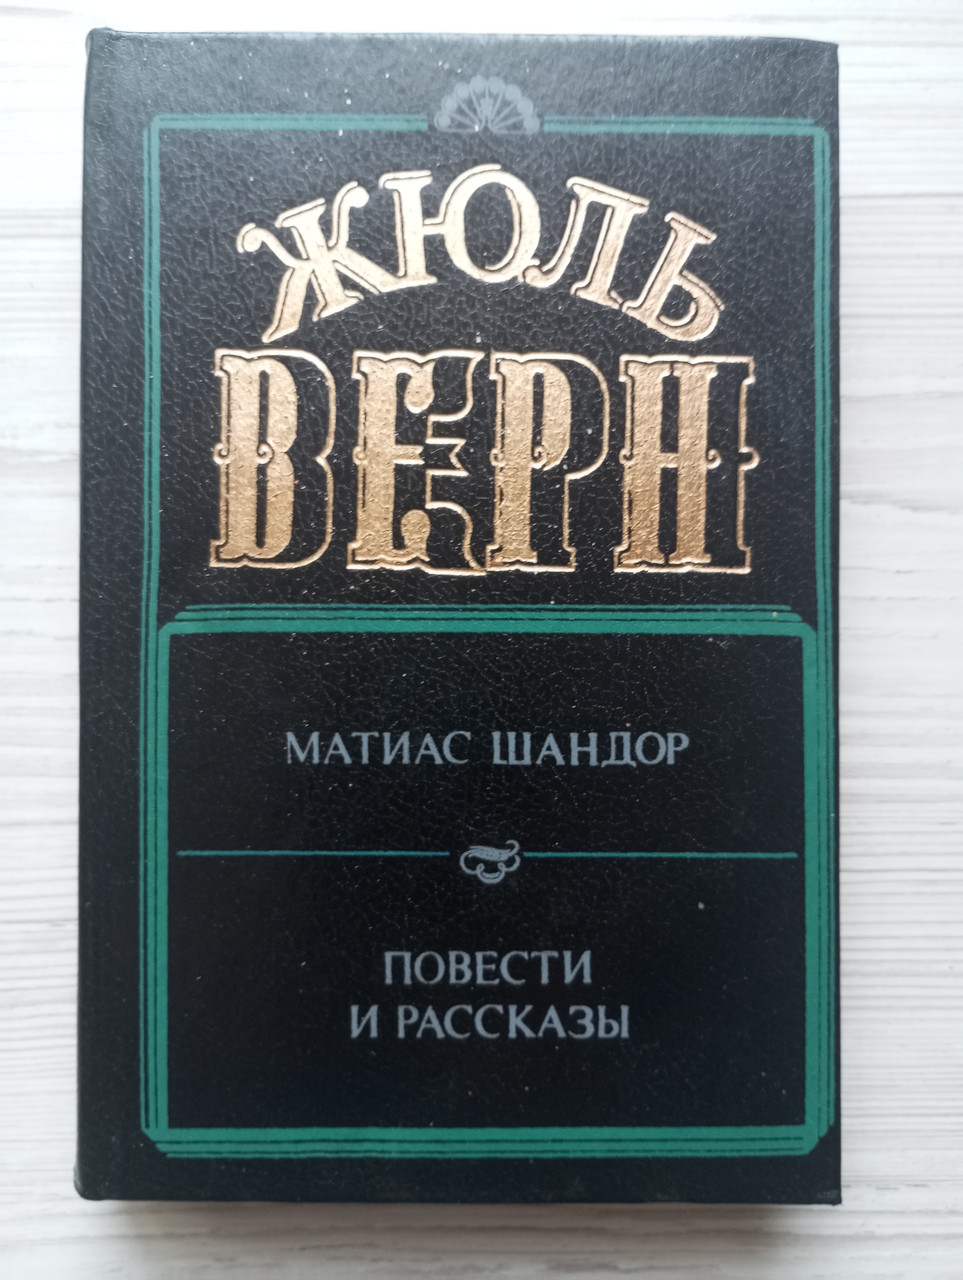 ЖЮЛЬ
ВЕРН
МАТИАС ШАНДОР
ПОВЕСТИ
И РАССКАЗЫ